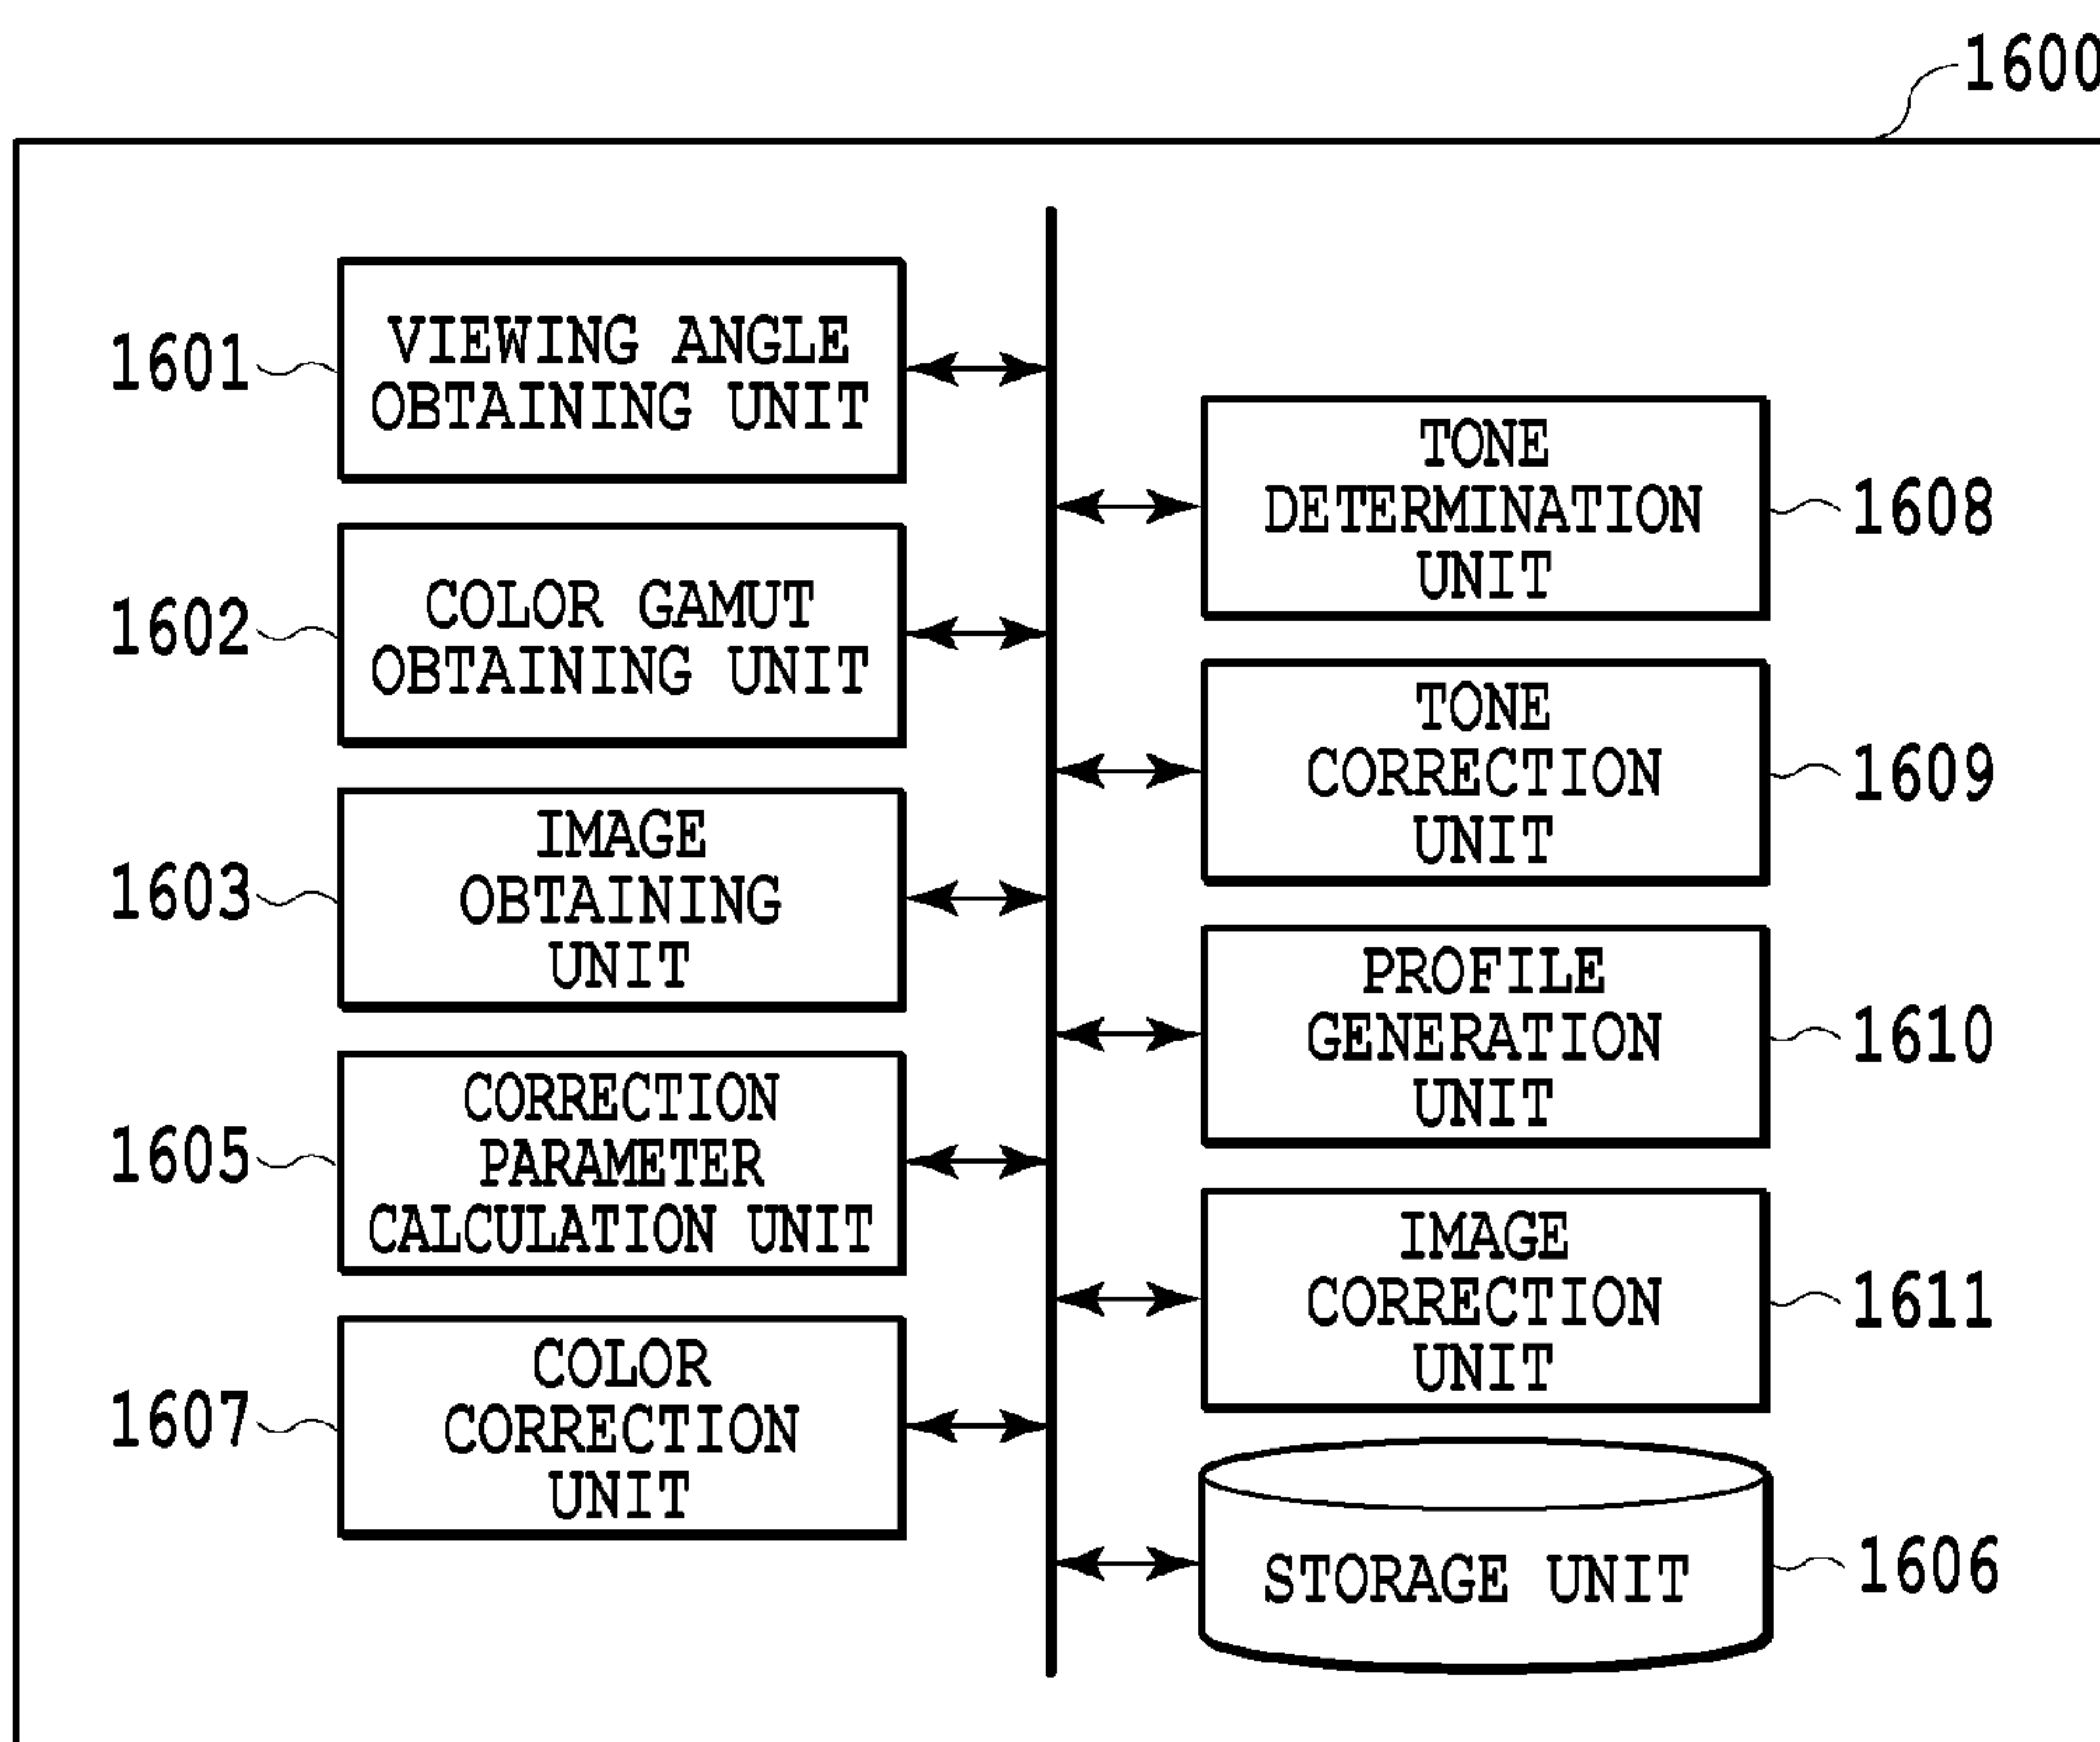 1600
1601
VIEWING ANGLE
OBTAINING UNIT
1602
COLOR GAMUT
OBTAINING UNIT
1603
IMAGE
OBTAINING
UNIT
1605
CORRECTION
PARAMETER
CALCULATION UNIT
1607
COLOR
CORRECTION
UNIT
TONE
DETERMINATION
UNIT
1608
TONE
CORRECTION
UNIT
1609
PROFILE
GENERATION
UNIT
1610
IMAGE
CORRECTION
UNIT
1611
STORAGE UNIT
1606